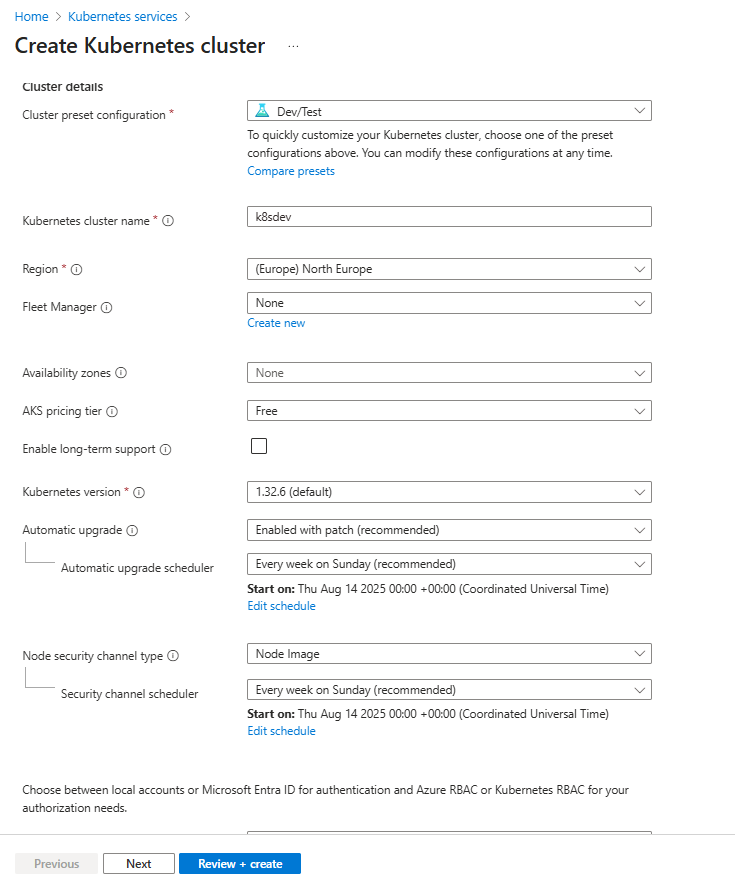 Home > Kubernetes services >
Create Kubernetes cluster ...
Cluster details
Cluster preset configuration *
Dev/Test
To quickly customize your Kubernetes cluster, choose one of the preset
configurations above. You can modify these configurations at any time.
Compare presets
Kubernetes cluster name *
k8sdev
Region *
(Europe) North Europe
Fleet Manager
None
Create new
Availability zones
None
AKS pricing tier
Free
Enable long-term support
Kubernetes version *
1.32.6 (default)
Automatic upgrade
Enabled with patch (recommended)
Automatic upgrade scheduler
Every week on Sunday (recommended)
Start on: Thu Aug 14 2025 00:00 +00:00 (Coordinated Universal Time)
Edit schedule
Node security channel type
Node Image
Security channel scheduler
Every week on Sunday (recommended)
Start on: Thu Aug 14 2025 00:00 +00:00 (Coordinated Universal Time)
Edit schedule
Choose between local accounts or Microsoft Entra ID for authentication and Azure RBAC or Kubernetes RBAC for your
authorization needs.
Previous
Next
Review + create